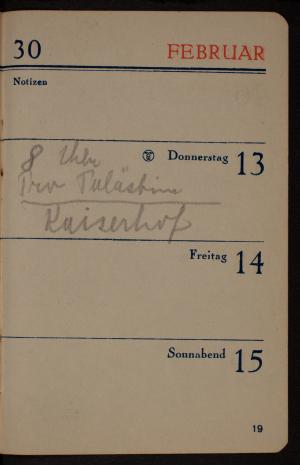 30 FEBRUAR
Notizen
Donnerstag 13
8 Uhr
Pro Palästina
Kaiserhof
Freitag 14
Sonnabend 15
19